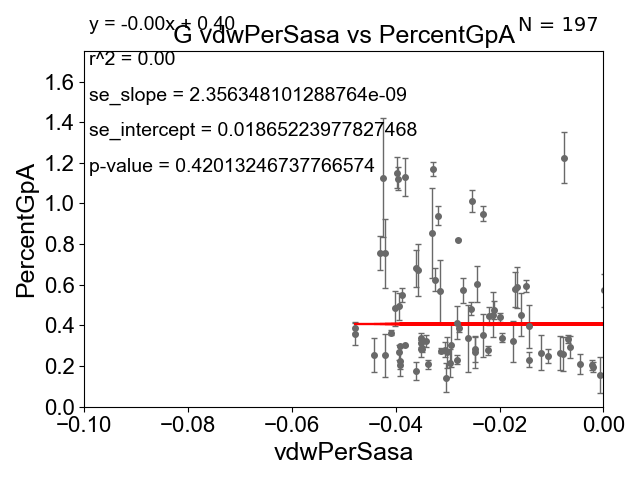 y = -0.00x + 0.40
N = 197
G vdwPerSasa vs PercentGpA
r^2 = 0.00
se_slope = 2.356348101288764e-09
se_intercept = 0.01865223977827468
p-value = 0.42013246737766574
PercentGpA
1.6
1.4
1.2
1.0
0.8
0.6
0.4
0.2
0.0
−0.10 −0.08 −0.06 −0.04 −0.02 0.00
vdwPerSasa